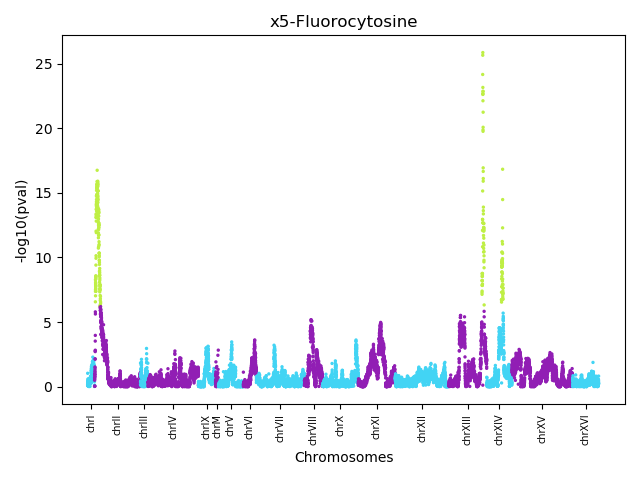 x5-Fluorocytosine
-log10(pval)
25
20
15
10
5
0
chrI
chrII
chrIII
chrIV
chrIX
chrM
chrV
chrVI
chrVII
chrVIII
chrX
chrXI
chrXII
chrXIII
chrXIV
chrXV
chrXVI
Chromosomes